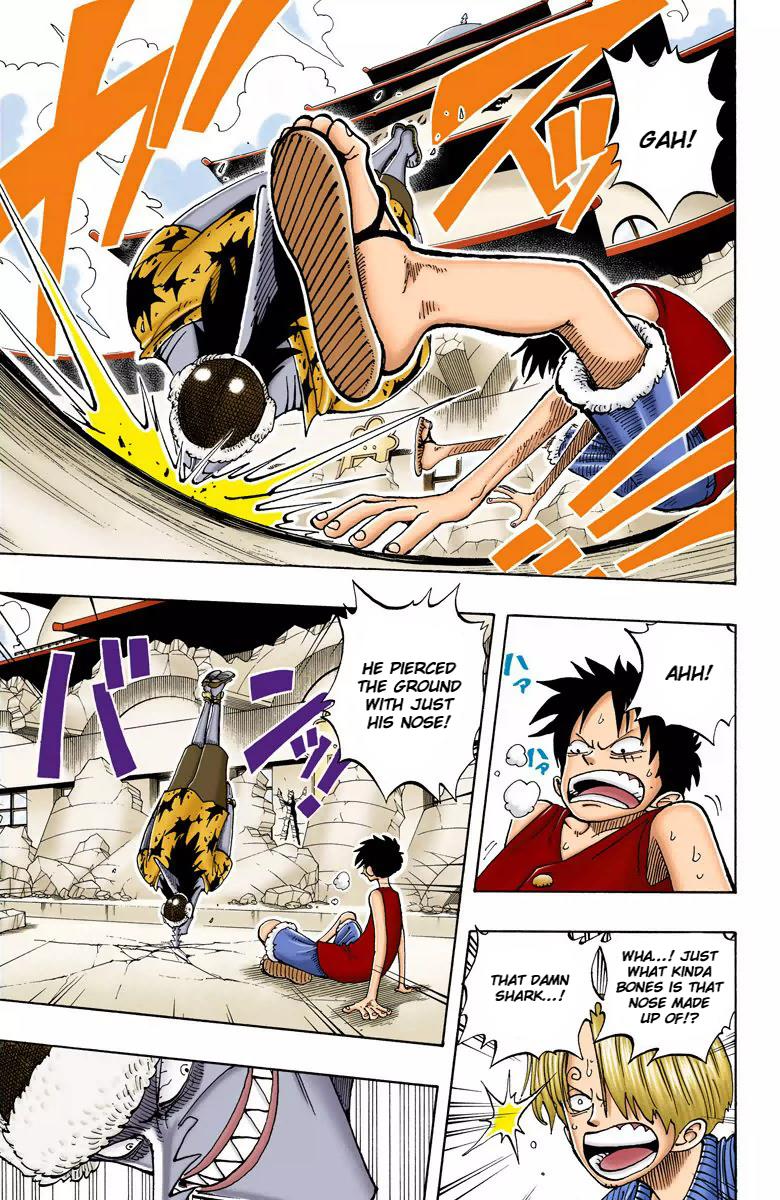 GAH!
ズ
ガッ
AHH!
ハァ
ハァ
HE PIERCED
THE GROUND
WITH JUST
HIS NOSE!
バンッ!
WHA...! JUST
WHAT KINDA
BONES IS THAT
NOSE MADE
UP OF!?
THAT DAMN
SHARK...!